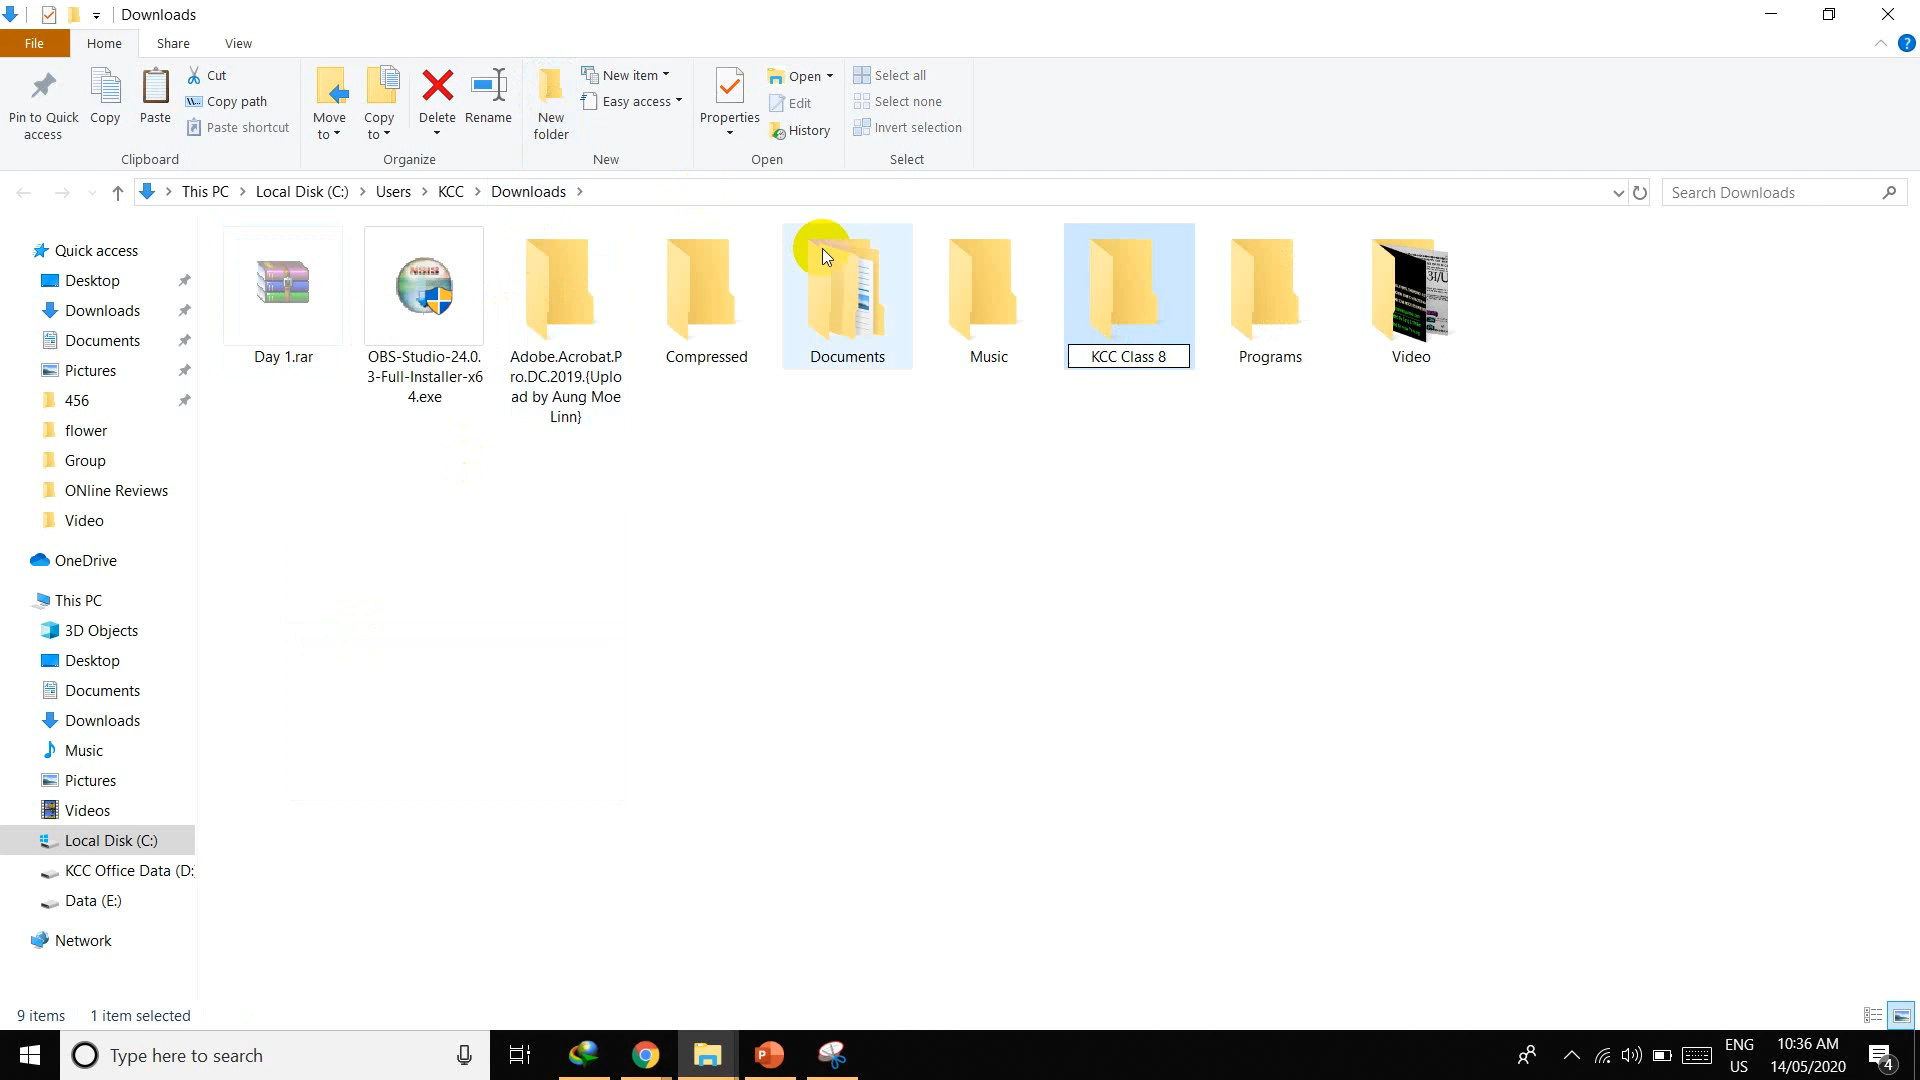 Downloads
File
Home
Share
View
Pin to Quick access
Copy
Paste
Cut
Copy path
Paste shortcut
Clipboard
Move to
Copy to
Delete
Rename
Organize
New folder
New item
Easy access
New
Properties
Open
Edit
History
Open
Select all
Select none
Invert selection
Select
This PC
Local Disk (C:)
Users
KCC
Downloads
Search Downloads
Quick access
Desktop
Downloads
Documents
Pictures
456
flower
Group
ONline Reviews
Video
OneDrive
This PC
3D Objects
Desktop
Documents
Downloads
Music
Pictures
Videos
Local Disk (C:)
KCC Office Data (D:
Data (E:)
Network
Day 1.rar
OBS-Studio-24.0.
3-Full-Installer-x6
4.exe
Adobe.Acrobat.P
ro.DC.2019.{Uplo
ad by Aung Moe
Linn}
Compressed
Documents
Music
KCC Class 8
Programs
Video
9 items
1 item selected
Type here to search
ENG
US
10:36 AM
14/05/2020
4